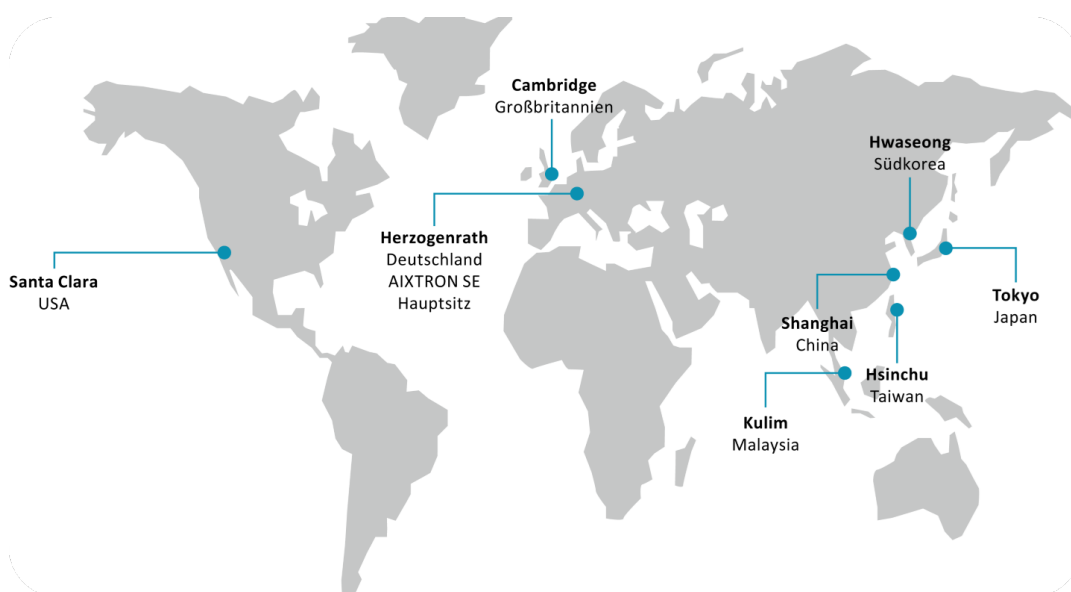 Cambridge
Großbritannien
Hwaseong
Südkorea
Herzogenrath
Deutschland
AIXTRON SE
Hauptsitz
Santa Clara
USA
Tokyo
Japan
Shanghai
China
Hsinchu
Taiwan
Kulim
Malaysia